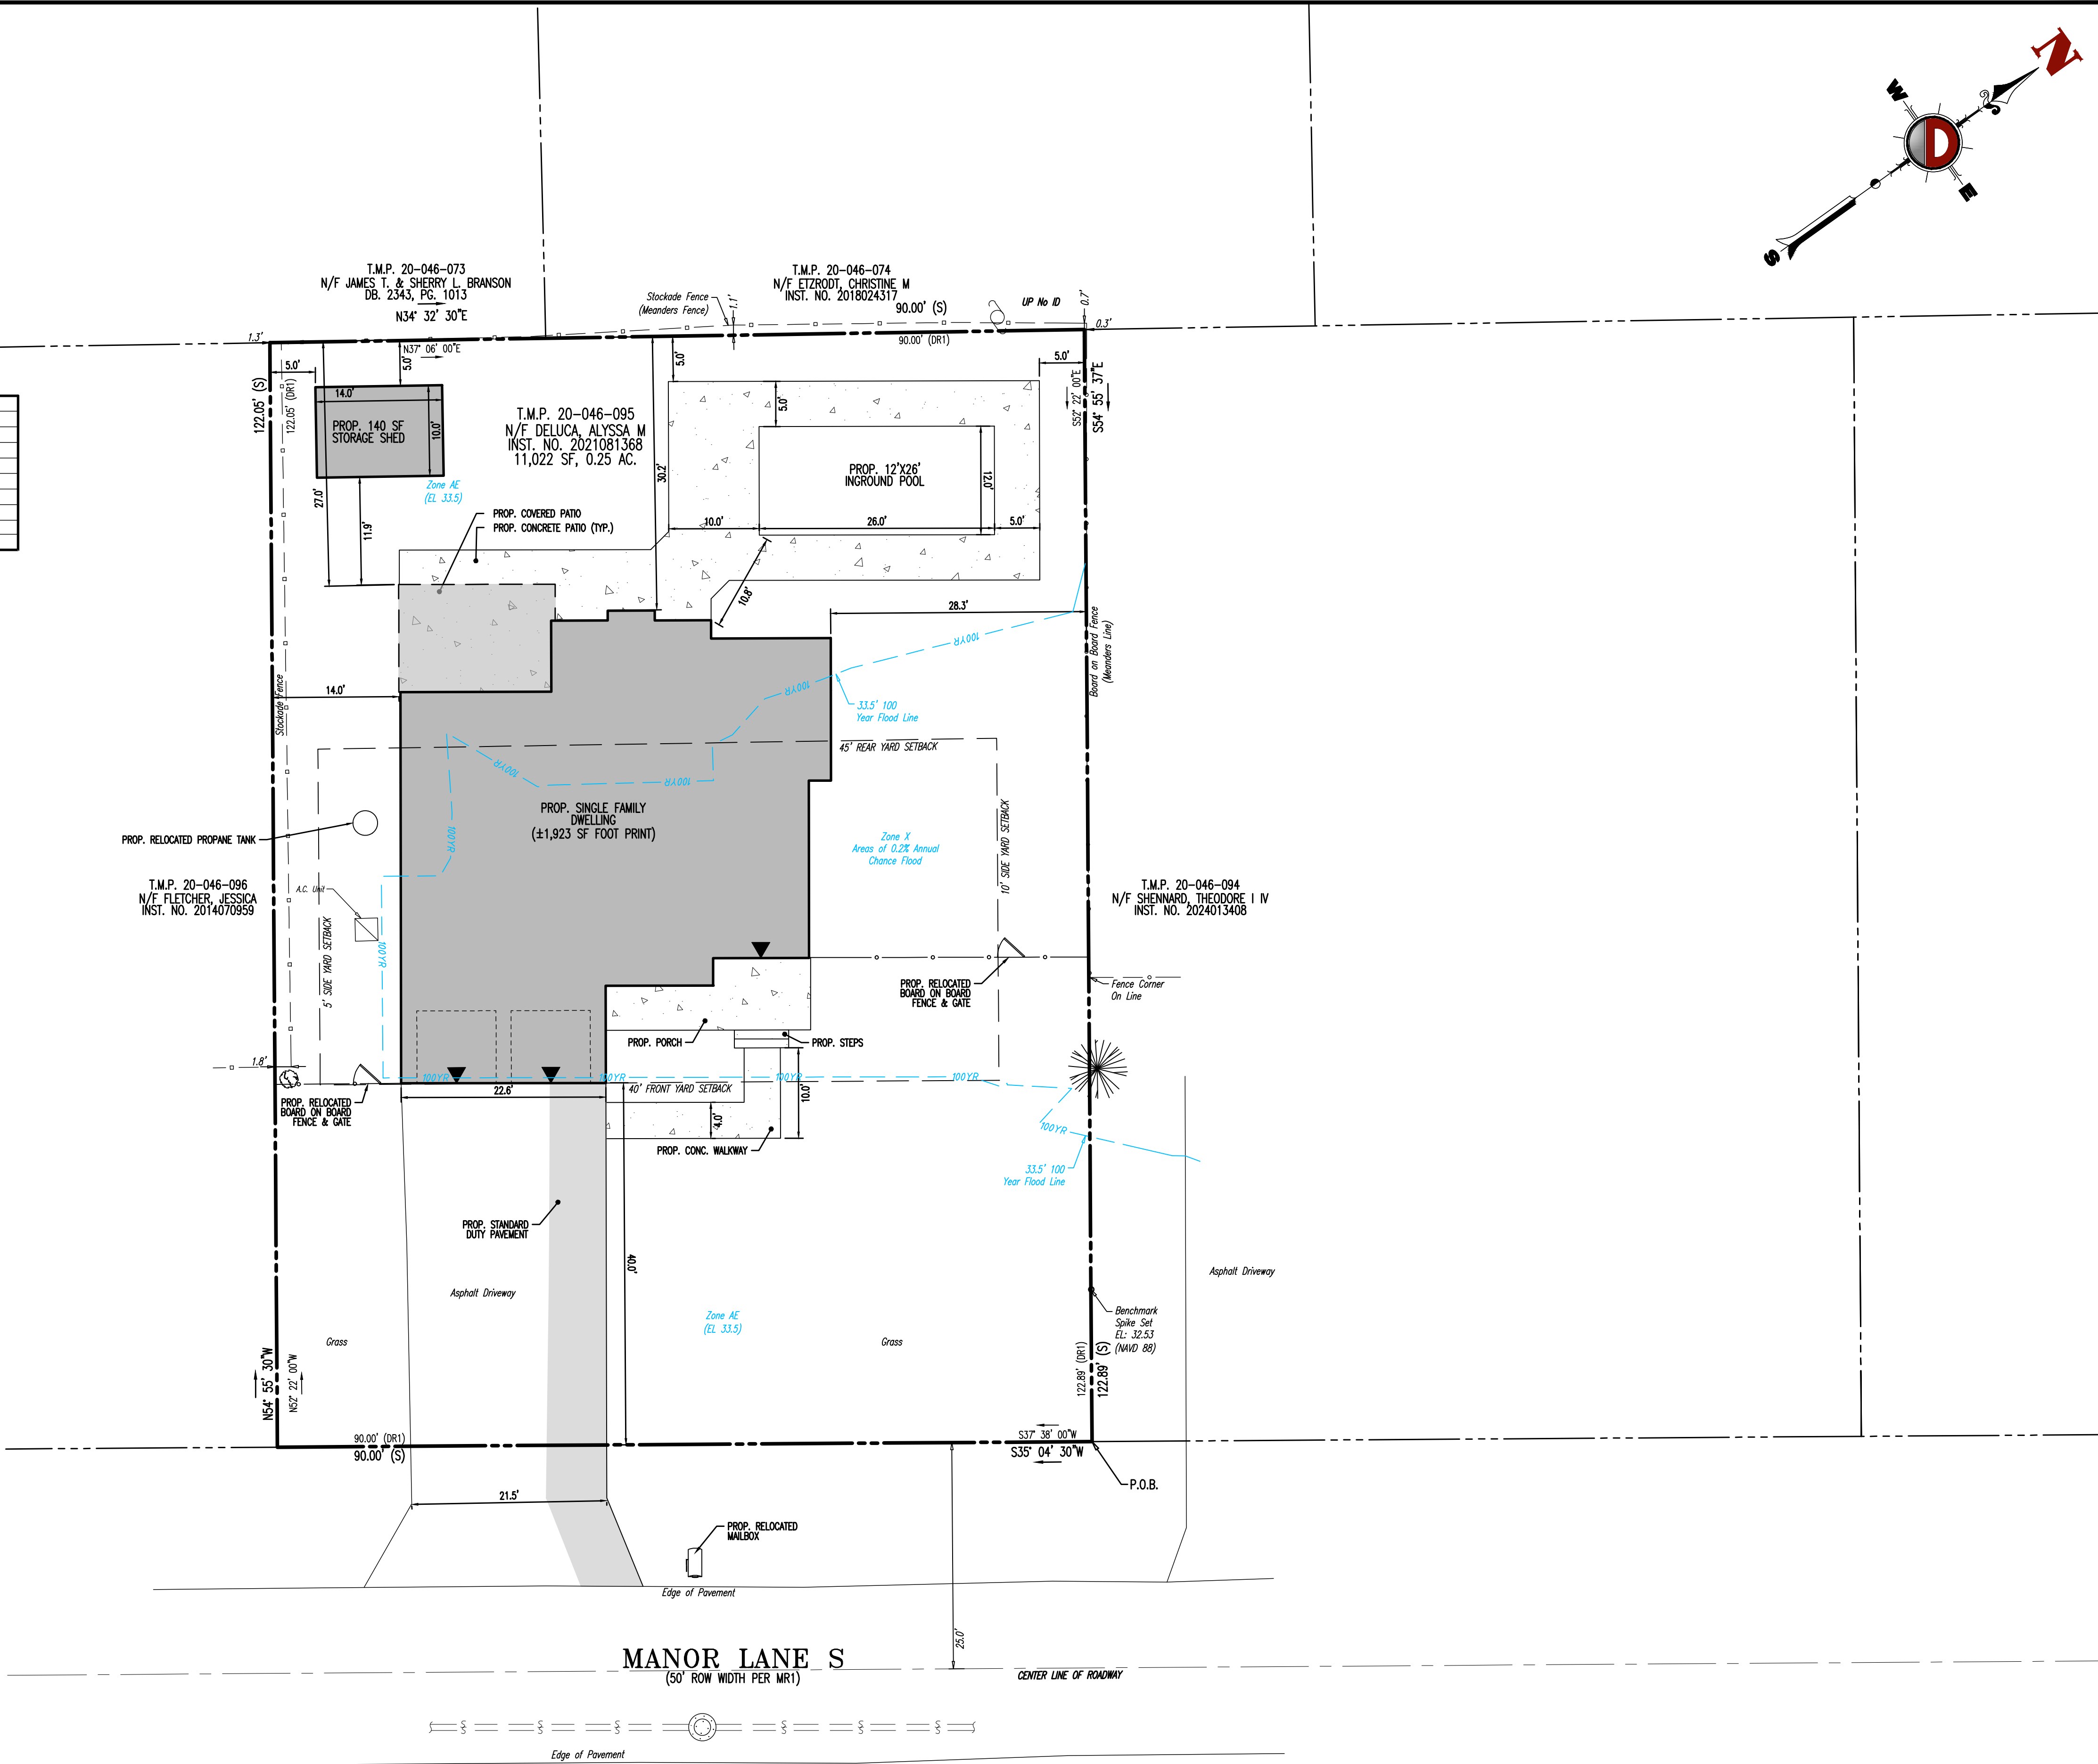 N
W
D
E
S
T.M.P. 20-046-073
N/F JAMES T. & SHERRY L. BRANSON
DB. 2343, PG. 1013
N34° 32' 30"E
T.M.P. 20-046-074
N/F ETZRODT, CHRISTINE M
INST. NO. 2018024317
90.00' (S)
Stockade Fence
(Meanders Fence)
1.1'
UP No ID
0.7'
0.3'
1.3'
N37° 06' 00"E
90.00' (DR1)
5.0'
5.0'
5.0'
5.0'
122.05' (S)
122.05' (DR1)
S52° 22' 00"E
S54° 55' 37"E
14.0'
10.0'
PROP. 140 SF
STORAGE SHED
T.M.P. 20-046-095
N/F DELUCA, ALYSSA M
INST. NO. 2021081368
11,022 SF, 0.25 AC.
5.0'
30.2'
PROP. 12'X26'
INGROUND POOL
12.0'
Zone AE
(EL 33.5)
27.0'
11.9'
PROP. COVERED PATIO
PROP. CONCRETE PATIO (TYP.)
10.0'
26.0'
5.0'
10.8'
28.3'
Board on Board Fence
(Meanders Line)
100YR
100YR
14.0'
Stockade Fence
33.5' 100
Year Flood Line
45' REAR YARD SETBACK
100YR
100YR
100YR
PROP. SINGLE FAMILY
DWELLING
(±1,923 SF FOOT PRINT)
PROP. RELOCATED PROPANE TANK
Zone X
Areas of 0.2% Annual
Chance Flood
10' SIDE YARD SETBACK
T.M.P. 20-046-096
N/F FLETCHER, JESSICA
INST. NO. 2014070959
A.C. Unit
5' SIDE YARD SETBACK
100YR
T.M.P. 20-046-094
N/F SHENNARD, THEODORE I IV
INST. NO. 2024013408
PROP. RELOCATED
BOARD ON BOARD
FENCE & GATE
Fence Corner
On Line
PROP. PORCH
PROP. STEPS
1.8'
100YR
100YR
100YR
100YR
40' FRONT YARD SETBACK
22.6'
10.0'
4.0'
PROP. RELOCATED
BOARD ON BOARD
FENCE & GATE
PROP. CONC. WALKWAY
100YR
33.5' 100
Year Flood Line
PROP. STANDARD
DUTY PAVEMENT
40.0'
Asphalt Driveway
Asphalt Driveway
Zone AE
(EL 33.5)
Grass
Grass
Benchmark
Spike Set
EL: 32.53
(NAVD 88)
N54° 55' 30"W
N52° 22' 00"W
122.89' (DR1)
122.89' (S)
90.00' (DR1)
90.00' (S)
S37° 38' 00"W
S35° 04' 30"W
P.O.B.
21.5'
PROP. RELOCATED
MAILBOX
Edge of Pavement
25.0'
MANOR LANE S
(50' ROW WIDTH PER MR1)
CENTER LINE OF ROADWAY
S S S S S S
Edge of Pavement